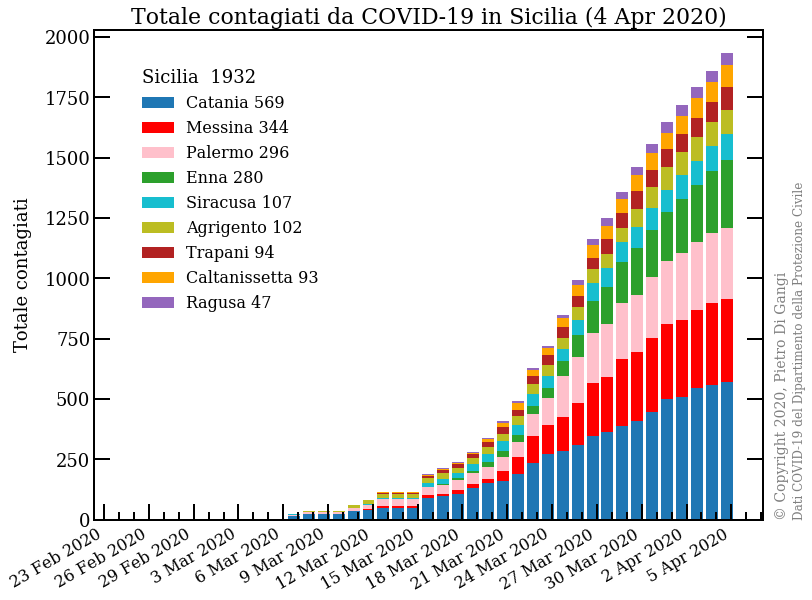 Totale contagiati da COVID-19 in Sicilia (4 Apr 2020)
Totale contagiati
2000
1750
1500
1250
1000
750
500
250
0
Sicilia 1932
Catania 569
Messina 344
Palermo 296
Enna 280
Siracusa 107
Agrigento 102
Trapani 94
Caltanissetta 93
Ragusa 47
23 Feb 2020
26 Feb 2020
29 Feb 2020
3 Mar 2020
6 Mar 2020
9 Mar 2020
12 Mar 2020
15 Mar 2020
18 Mar 2020
21 Mar 2020
24 Mar 2020
27 Mar 2020
30 Mar 2020
2 Apr 2020
5 Apr 2020
© Copyright 2020, Pietro Di Gangi
Dati COVID-19 del Dipartimento della Protezione Civile